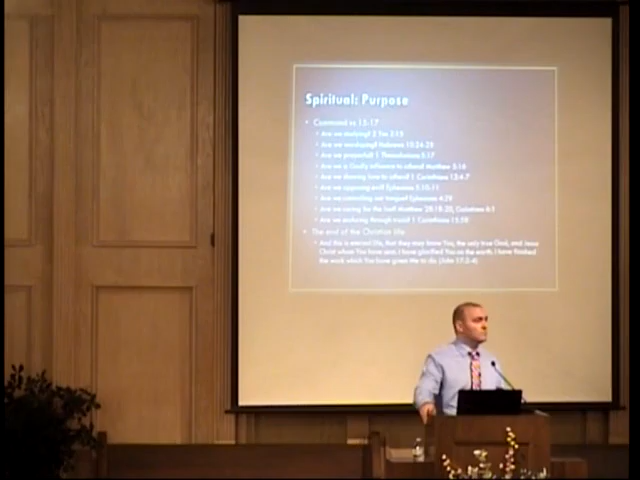 Spiritual: Purpose
Command vs 15-17
Are we studying? 2 Tim 2:15
Are we worshiping? Hebrews 10:24-25
Are we prayerful? 1 Thessalonians 5:17
Are we a Godly influence to others? Matthew 5:16
Are we showing love to others? 1 Corinthians 13:4-7
Are we opposing evil? Ephesians 5:10-11
Are we controlling our tongue? Ephesians 4:29
Are we caring for the lost? Matthew 28:19-20, Galatians 6:1
Are we enduring through 1 Corinthians 15:58
The end of the Christian life:
And this is eternal life, that they may know You, the only true God, and Jesus
Christ whom You have sent. I have glorified You on the earth. I have finished
the work which You have given Me to do (John 17:3-4)